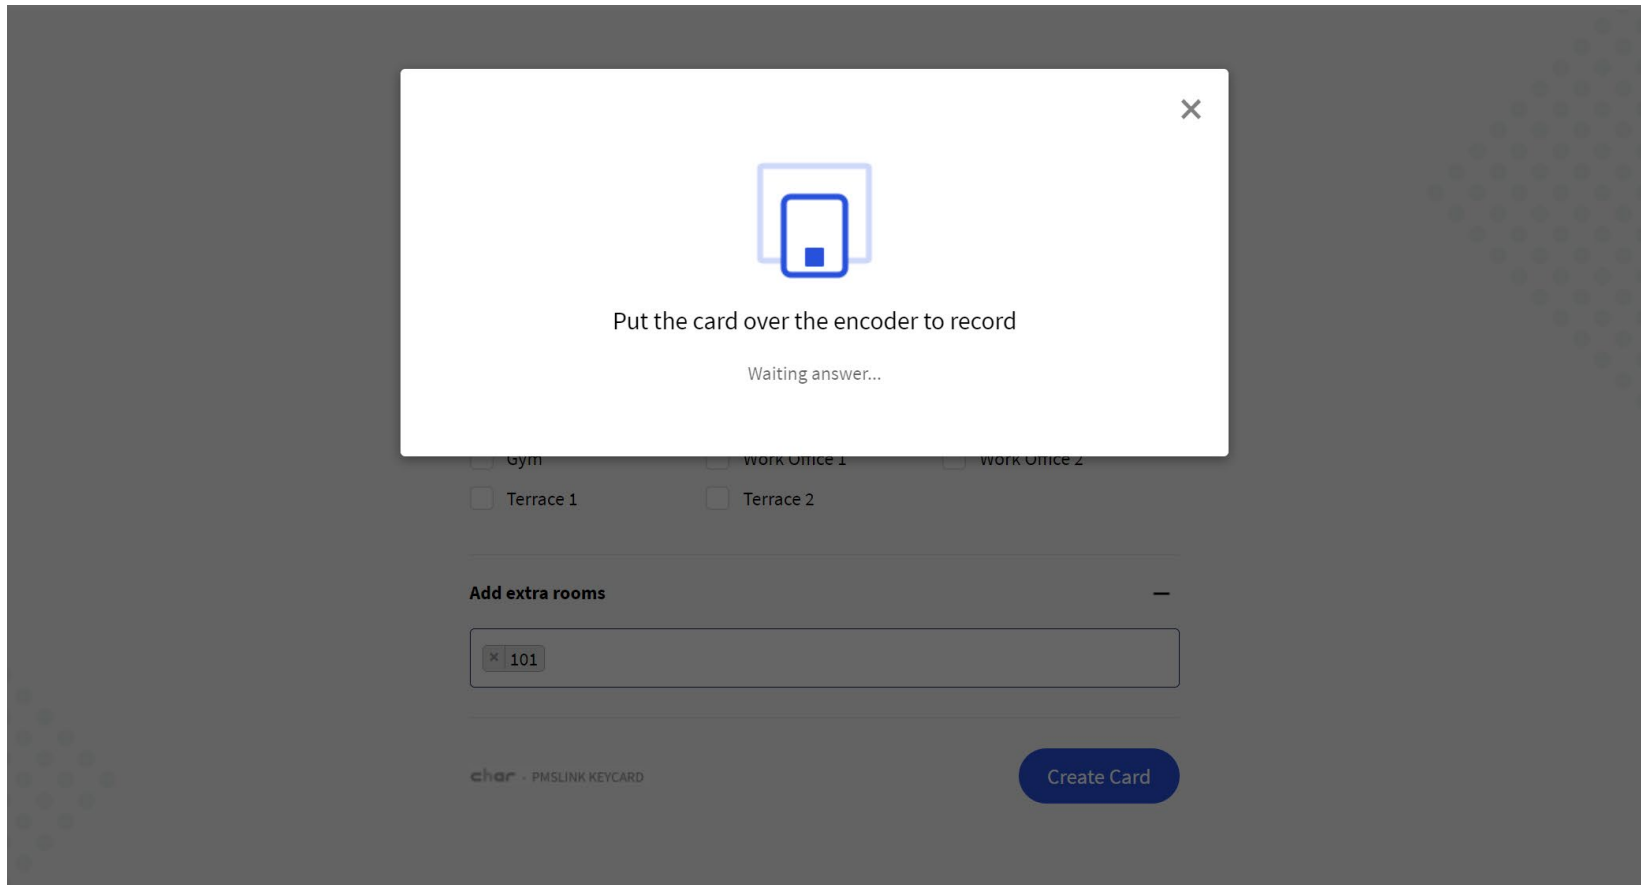 Put the card over the encoder to record
Waiting answer...
Gym Work Office 1 Work Office 2
Terrace 1 Terrace 2
Add extra rooms
× 101
char - PMSLINK KEYCARD Create Card